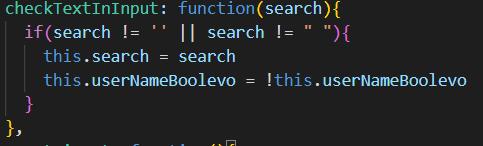 checkTextInInput: function(search){
if(search != '' || search != " "){
this.search = search
this.userNameBoolevo = !this.userNameBoolevo
}
},